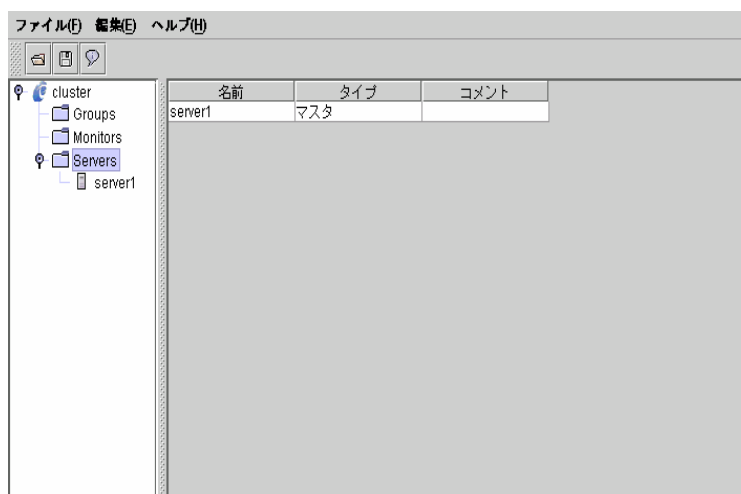 ファイル(F) 編集(E) ヘルプ(H)
cluster
Groups
Monitors
Servers
server1
名前 タイプ コメント
server1 マスタ